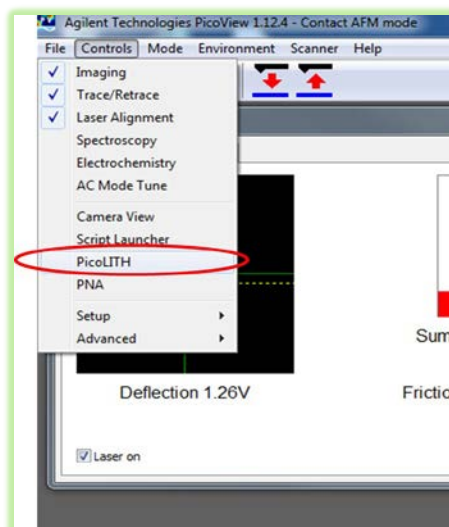 Agilent Technologies PicoView 1.12.4 - Contact AFM mode
File Controls Mode Environment Scanner Help
Imaging
Trace/Retrace
Laser Alignment
Spectroscopy
Electrochemistry
AC Mode Tune
Camera View
Script Launcher
PicoLITH
PNA
Setup
Advanced
Sum
Deflection 1.26V
Frictio
Laser on